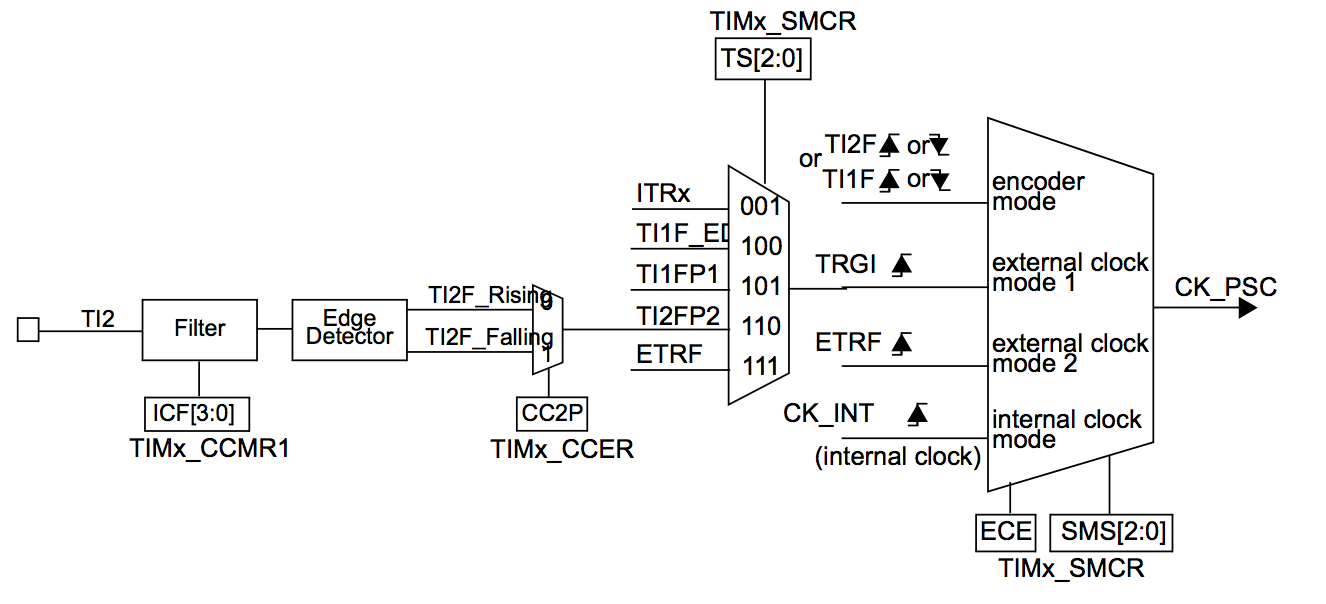 TIMx_SMCR
TS[2:0]
or TI2F or
TI1F or
encoder
mode
ITRx
001
TI1F_ED
100
TRGI
external clock
mode 1
TI1FP1
101
CK_PSC
TI2F_Rising
0
TI2
Filter
Edge
Detector
TI2FP2
110
TI2F_Falling
1
ETRF
external clock
mode 2
ETRF
111
ICF[3:0]
TIMx_CCMR1
CC2P
TIMx_CCER
CK_INT
internal clock
mode
(internal clock)
ECE
SMS[2:0]
TIMx_SMCR